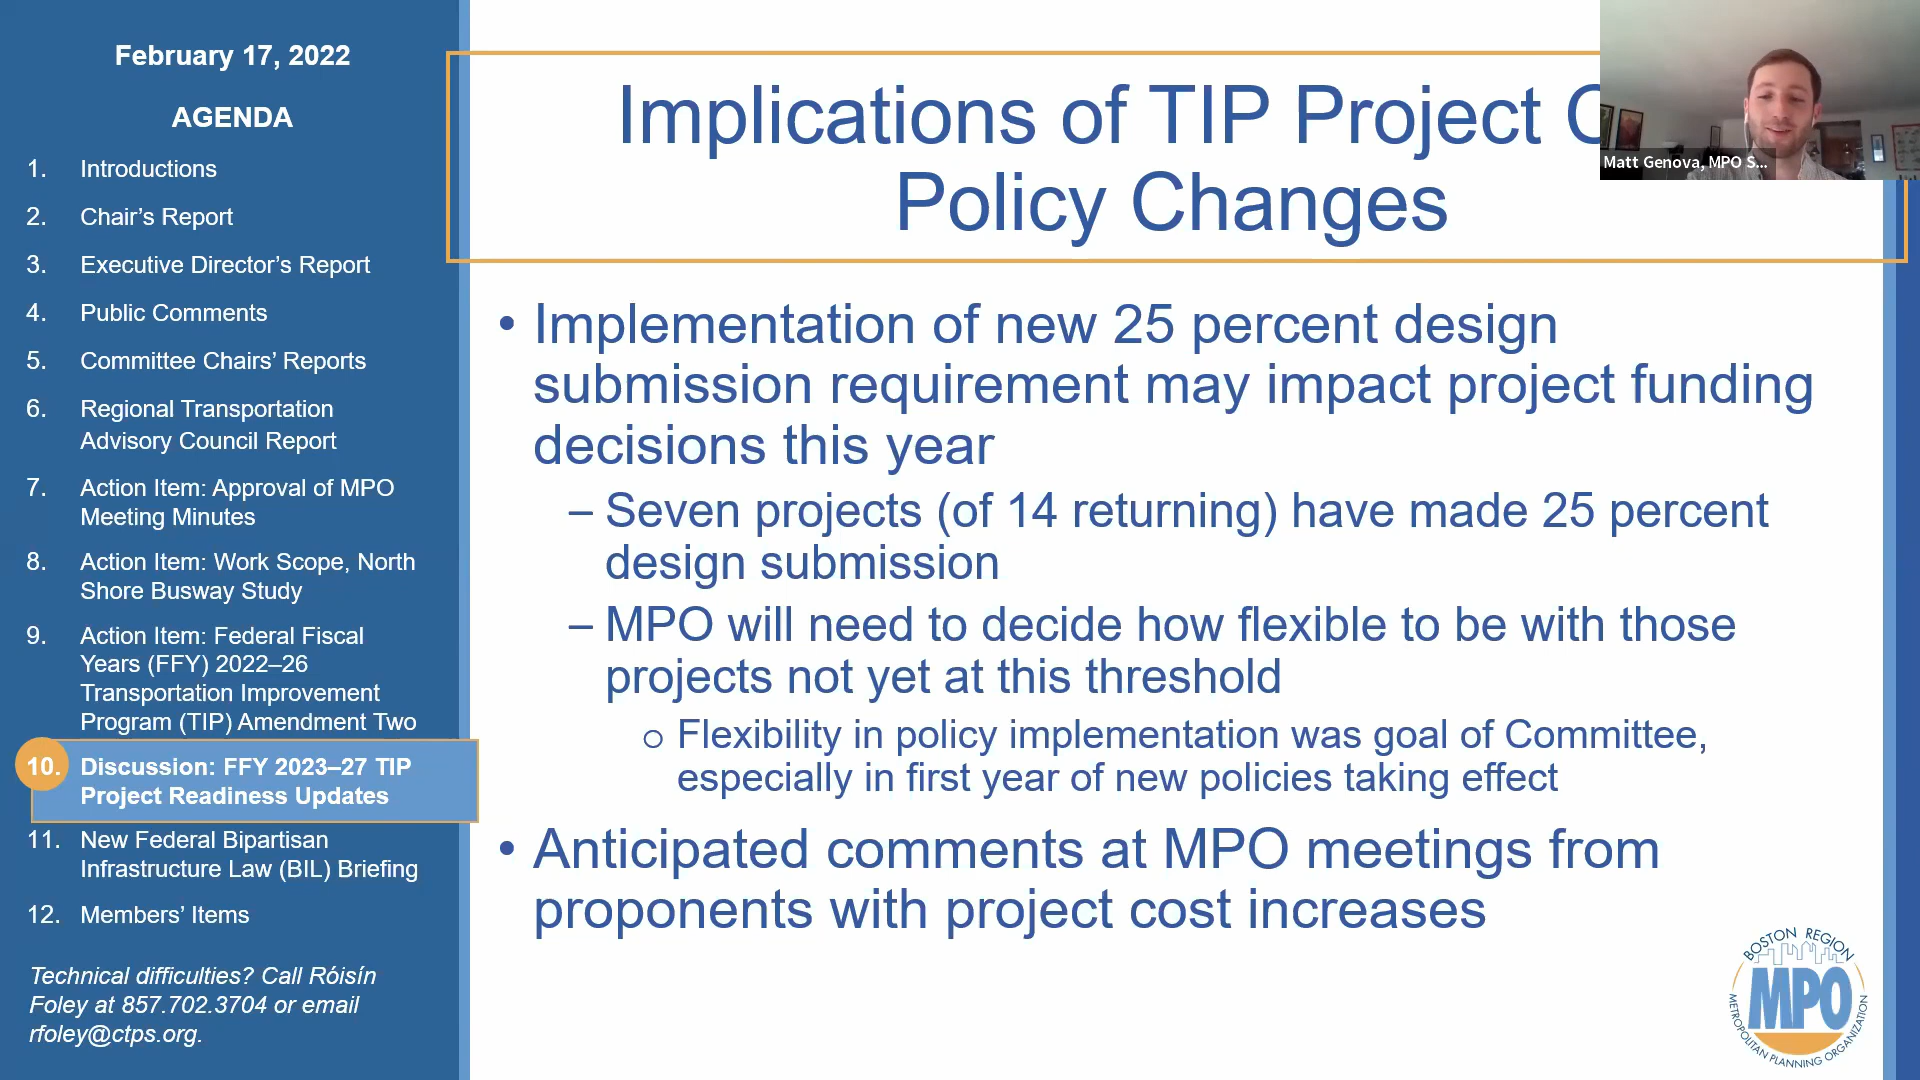 February 17, 2022
AGENDA
1. Introductions
2. Chair’s Report
3. Executive Director’s Report
4. Public Comments
5. Committee Chairs’ Reports
6. Regional Transportation
Advisory Council Report
7. Action Item: Approval of MPO
Meeting Minutes
8. Action Item: Work Scope, North
Shore Busway Study
9. Action Item: Federal Fiscal
Years (FFY) 2022–26
Transportation Improvement
Program (TIP) Amendment Two
10. Discussion: FFY 2023–27 TIP
Project Readiness Updates
11. New Federal Bipartisan
Infrastructure Law (BIL) Briefing
12. Members’ Items
Technical difficulties? Call Róisín
Foley at 857.702.3704 or email
rfoley@ctps.org.
Implications of TIP Project
Policy Changes
• Implementation of new 25 percent design
submission requirement may impact project funding
decisions this year
– Seven projects (of 14 returning) have made 25 percent
design submission
– MPO will need to decide how flexible to be with those
projects not yet at this threshold
o Flexibility in policy implementation was goal of Committee,
especially in first year of new policies taking effect
• Anticipated comments at MPO meetings from
proponents with project cost increases
Matt Genova, MPO S...
BOSTON REGION
MPO
METROPOLITAN PLANNING ORGANIZATION